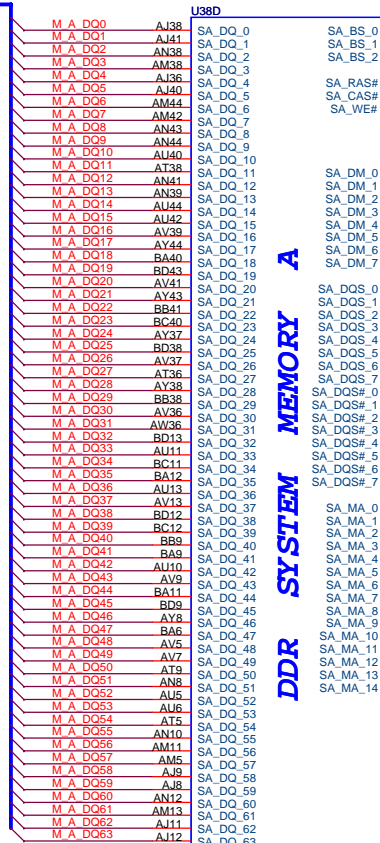 U38D
M_A_DQ0 AJ38 SA_DQ_0 SA_BS_0
M_A_DQ1 AJ41 SA_DQ_1 SA_BS_1
M_A_DQ2 AN38 SA_DQ_2 SA_BS_2
M_A_DQ3 AM38 SA_DQ_3
M_A_DQ4 AJ36 SA_DQ_4 SA_RAS#
M_A_DQ5 AJ40 SA_DQ_5 SA_CAS#
M_A_DQ6 AM44 SA_DQ_6 SA_WE#
M_A_DQ7 AM42 SA_DQ_7
M_A_DQ8 AN43 SA_DQ_8
M_A_DQ9 AN44 SA_DQ_9
M_A_DQ10 AU40 SA_DQ_10
M_A_DQ11 AT38 SA_DQ_11 SA_DM_0
M_A_DQ12 AN41 SA_DQ_12 SA_DM_1
M_A_DQ13 AN39 SA_DQ_13 SA_DM_2
M_A_DQ14 AU44 SA_DQ_14 SA_DM_3
M_A_DQ15 AU42 SA_DQ_15 SA_DM_4
M_A_DQ16 AV39 SA_DQ_16 SA_DM_5
M_A_DQ17 AY44 SA_DQ_17 SA_DM_6
M_A_DQ18 BA40 SA_DQ_18 SA_DM_7
M_A_DQ19 BD43 SA_DQ_19
M_A_DQ20 AV41 SA_DQ_20 SA_DQS_0
M_A_DQ21 AY43 SA_DQ_21 SA_DQS_1
M_A_DQ22 BB41 SA_DQ_22 SA_DQS_2
M_A_DQ23 BC40 SA_DQ_23 SA_DQS_3
M_A_DQ24 AY37 SA_DQ_24 SA_DQS_4
M_A_DQ25 BD38 SA_DQ_25 SA_DQS_5
M_A_DQ26 AV37 SA_DQ_26 SA_DQS_6
M_A_DQ27 AT36 SA_DQ_27 SA_DQS_7
M_A_DQ28 AY38 SA_DQ_28 SA_DQS#_0
M_A_DQ29 BB38 SA_DQ_29 SA_DQS#_1
M_A_DQ30 AV36 SA_DQ_30 SA_DQS#_2
M_A_DQ31 AW36 SA_DQ_31 SA_DQS#_3
M_A_DQ32 BD13 SA_DQ_32 SA_DQS#_4
M_A_DQ33 AU11 SA_DQ_33 SA_DQS#_5
M_A_DQ34 BC11 SA_DQ_34 SA_DQS#_6
M_A_DQ35 BA12 SA_DQ_35 SA_DQS#_7
M_A_DQ36 AU13 SA_DQ_36
M_A_DQ37 AV13 SA_DQ_37 SA_MA_0
M_A_DQ38 BD12 SA_DQ_38 SA_MA_1
M_A_DQ39 BC12 SA_DQ_39 SA_MA_2
M_A_DQ40 BB9 SA_DQ_40 SA_MA_3
M_A_DQ41 BA9 SA_DQ_41 SA_MA_4
M_A_DQ42 AU10 SA_DQ_42 SA_MA_5
M_A_DQ43 AV9 SA_DQ_43 SA_MA_6
M_A_DQ44 BA11 SA_DQ_44 SA_MA_7
M_A_DQ45 BD9 SA_DQ_45 SA_MA_8
M_A_DQ46 AY8 SA_DQ_46 SA_MA_9
M_A_DQ47 BA6 SA_DQ_47 SA_MA_10
M_A_DQ48 AV5 SA_DQ_48 SA_MA_11
M_A_DQ49 AV7 SA_DQ_49 SA_MA_12
M_A_DQ50 AT9 SA_DQ_50 SA_MA_13
M_A_DQ51 AN8 SA_DQ_51 SA_MA_14
M_A_DQ52 AU5 SA_DQ_52
M_A_DQ53 AU6 SA_DQ_53
M_A_DQ54 AT5 SA_DQ_54
M_A_DQ55 AN10 SA_DQ_55
M_A_DQ56 AM11 SA_DQ_56
M_A_DQ57 AM5 SA_DQ_57
M_A_DQ58 AJ9 SA_DQ_58
M_A_DQ59 AJ8 SA_DQ_59
M_A_DQ60 AN12 SA_DQ_60
M_A_DQ61 AM13 SA_DQ_61
M_A_DQ62 AJ11 SA_DQ_62
M_A_DQ63 AJ12 SA_DQ_63
DDR SYSTEM MEMORY A